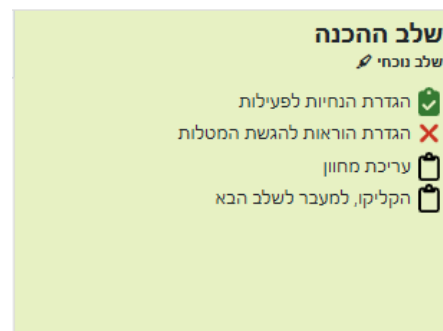 שלב ההכנה
שלב נוכחי
הגדרת הנחיות לפעילות
הגדרת הוראות להגשת המטלות
עריכת מחוון
הקליקו, למעבר לשלב הבא